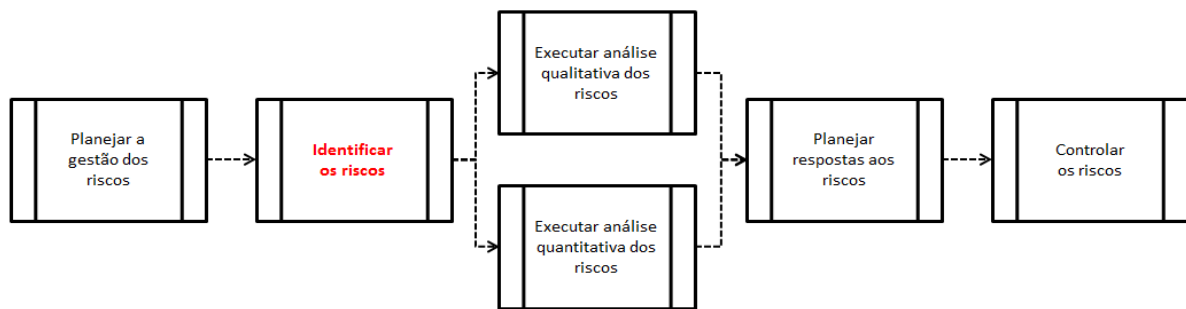 Planejar a
gestão dos
riscos
Identificar
os riscos
Executar análise
qualitativa dos
riscos
Executar análise
quantitativa dos
riscos
Planejar
respostas aos
riscos
Controlar
os riscos